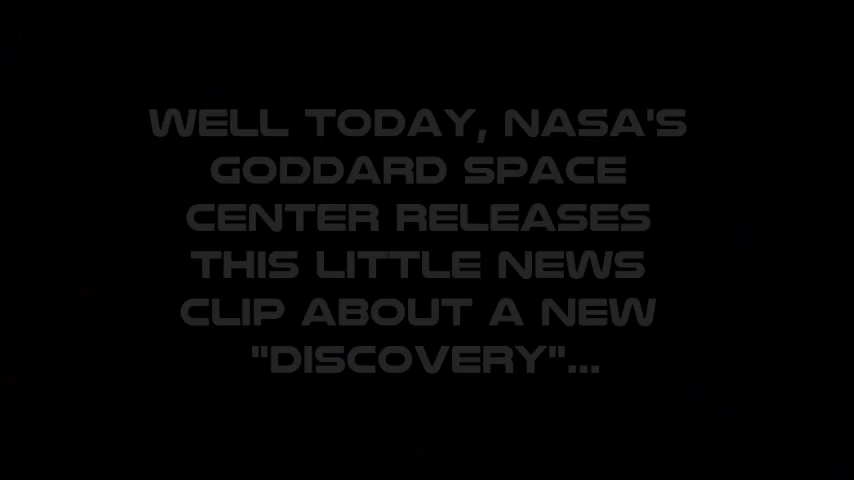 WELL TODAY, NASA'S
GODDARD SPACE
CENTER RELEASES
THIS LITTLE NEWS
CLIP ABOUT A NEW
"DISCOVERY"...